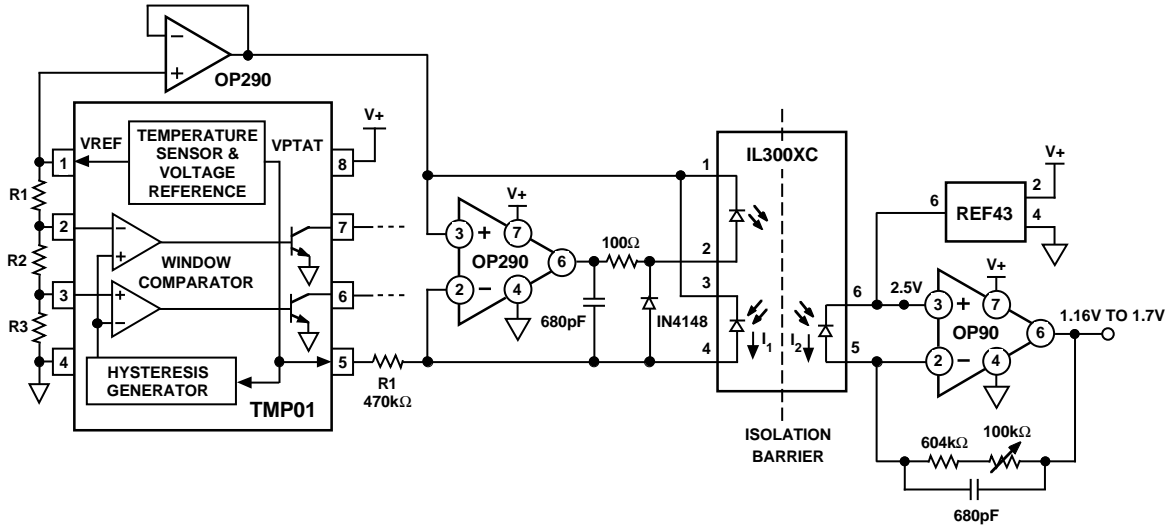 −
+
OP290
V+
VREF
TEMPERATURE
SENSOR &
VOLTAGE
REFERENCE
VPTAT
1
8
R1
2
−
+
7
R2
WINDOW
COMPARATOR
3
+
−
6
R3
4
HYSTERESIS
GENERATOR
5
TMP01
R1
470kΩ
V+
3
+
7
OP290
6
2
−
4
100Ω
680pF
IN4148
IL300XC
1
2
3
4
I1
I2
6
5
ISOLATION
BARRIER
V+
6
REF43
2
4
2.5V
V+
3
+
7
OP90
6
2
−
4
1.16V TO 1.7V
604kΩ
100kΩ
680pF